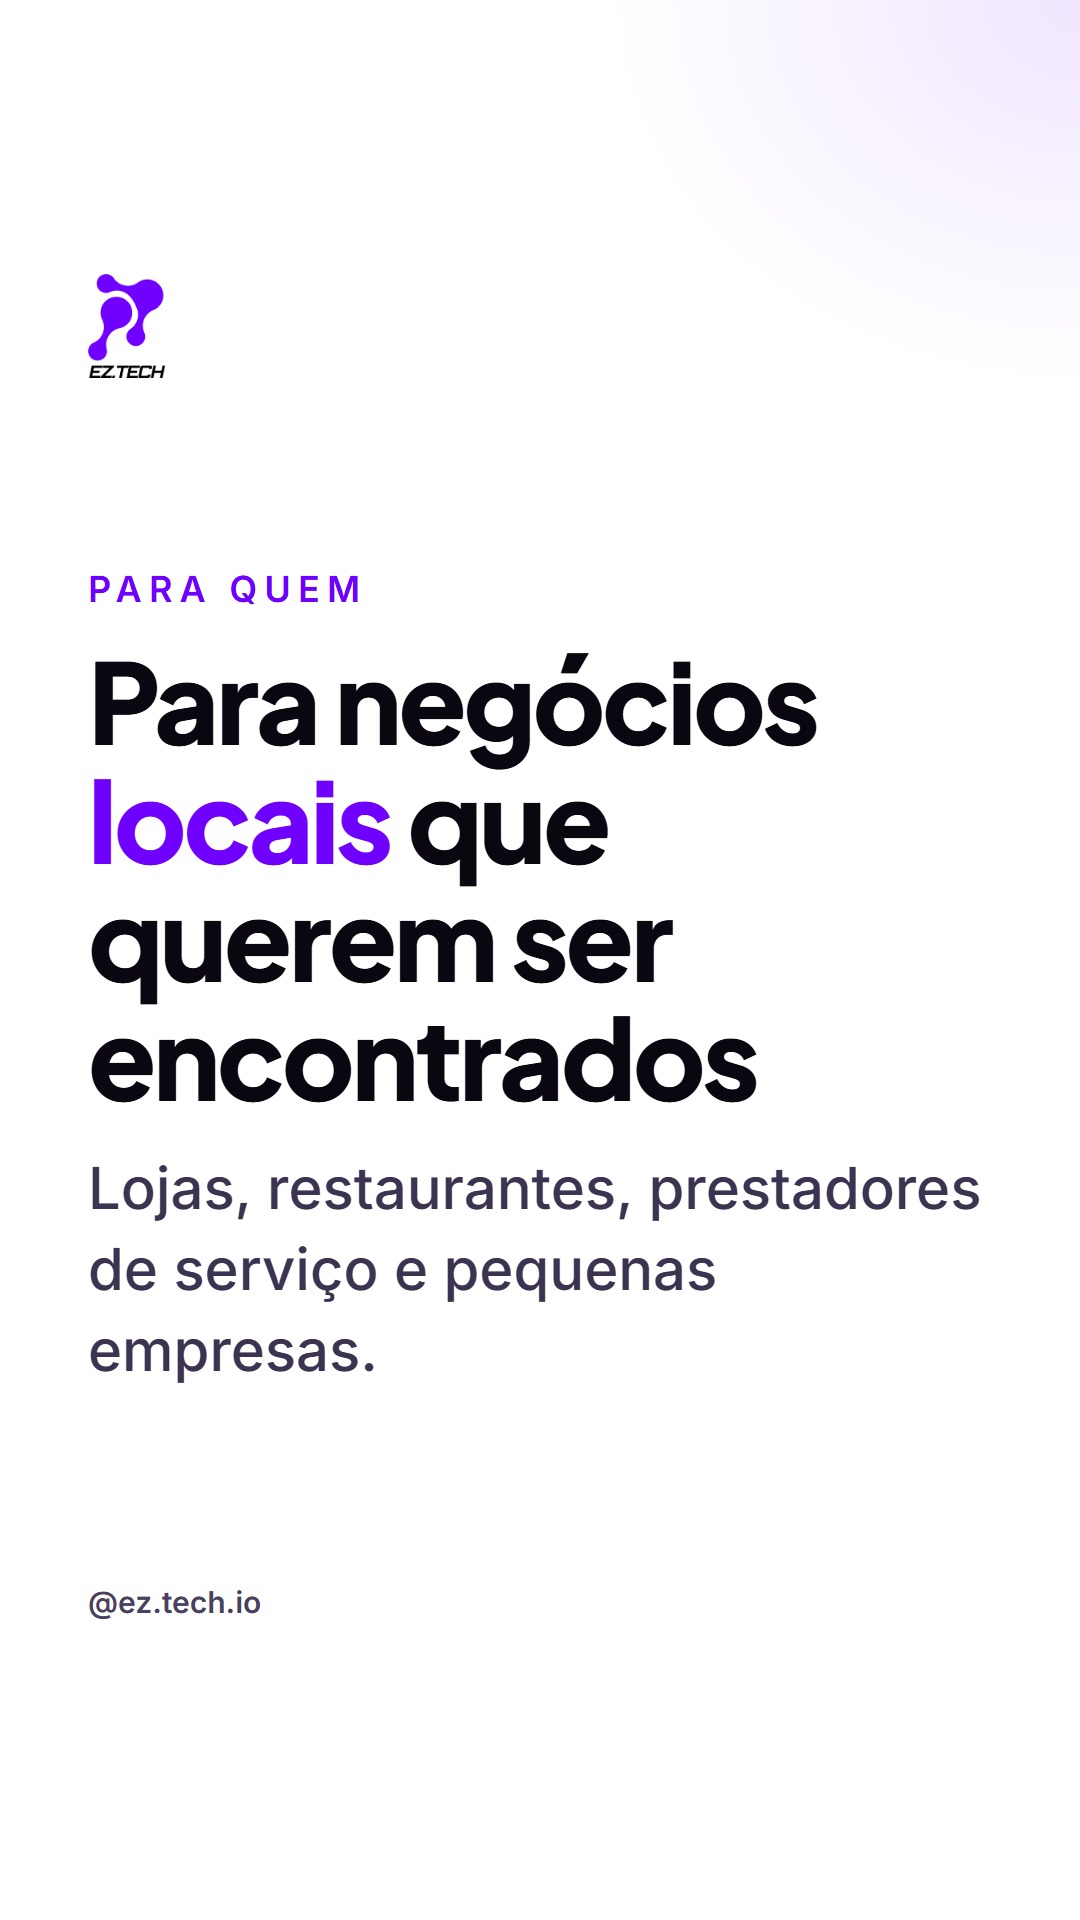 EZ.TECH
PARA QUEM
Para negócios
locais que
querem ser
encontrados
Lojas, restaurantes, prestadores
de serviço e pequenas
empresas.
@ez.tech.io